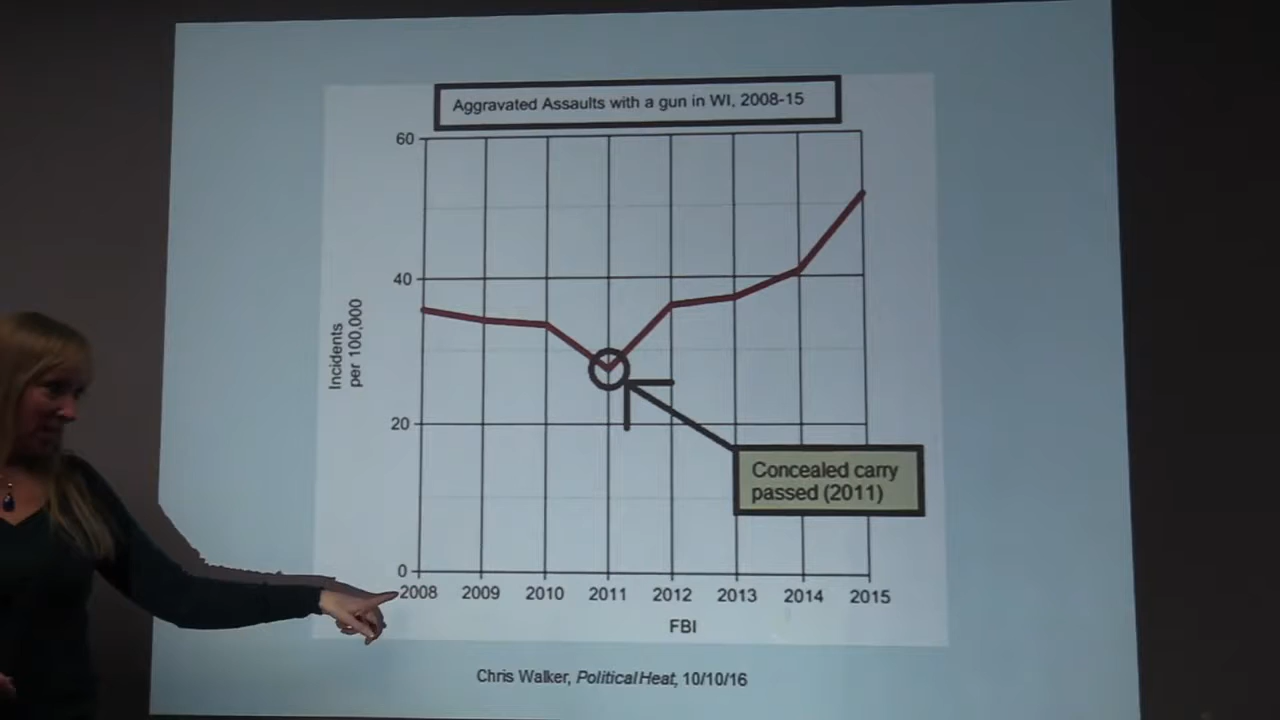 Aggravated Assaults with a gun in WI, 2008-15
60
40
20
0
Incidents
per 100,000
Concealed carry
passed (2011)
2008 2009 2010 2011 2012 2013 2014 2015
FBI
Chris Walker, Political Heat, 10/10/16